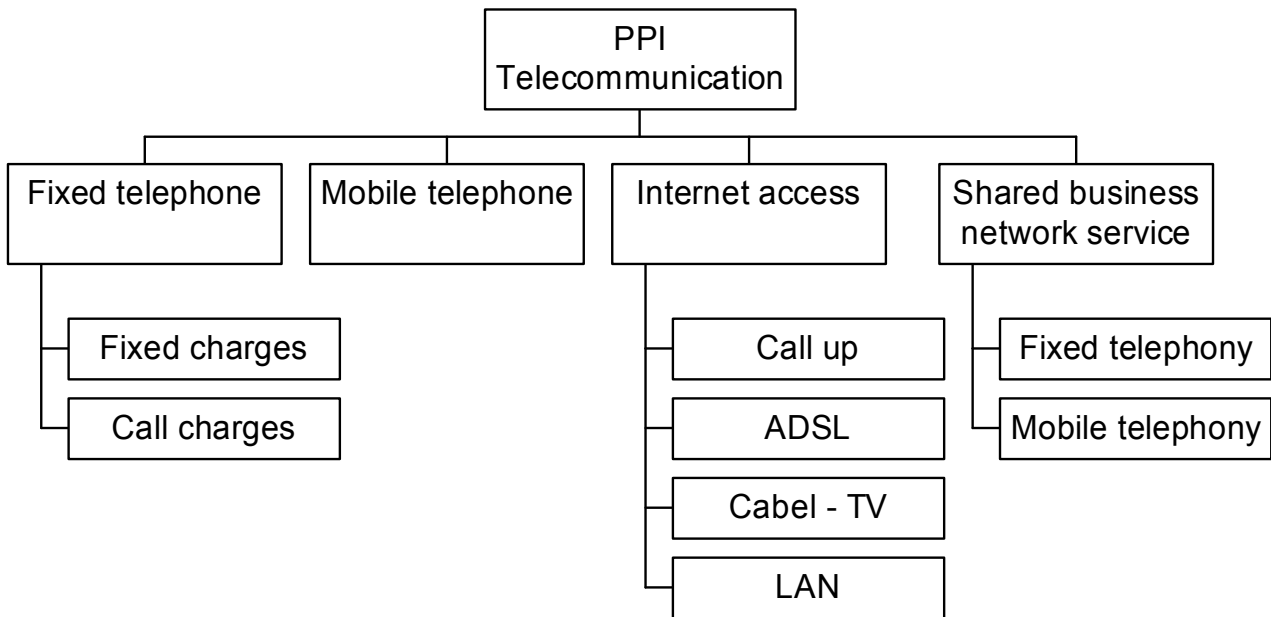 PPI
Telecommunication
Fixed telephone
Mobile telephone
Internet access
Shared business
network service
Fixed charges
Call charges
Call up
ADSL
Cabel - TV
LAN
Fixed telephony
Mobile telephony